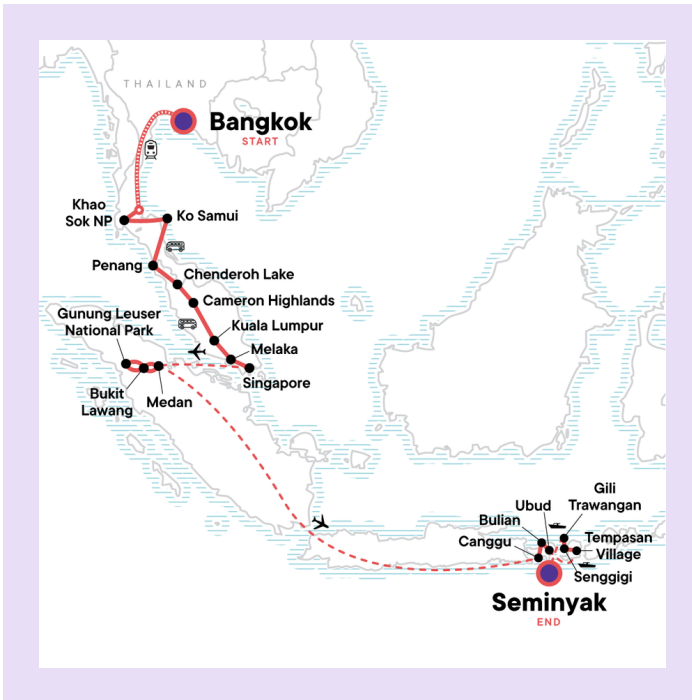 THAILAND
Bangkok
START
Khao
Sok NP
Ko Samui
Penang
Chenderoh Lake
Cameron Highlands
Gunung Leuser
National Park
Kuala Lumpur
Melaka
Singapore
Bukit
Lawang
Medan
Gili
Trawangan
Ubud
Bulian
Tempasan
Village
Canggu
Senggigi
Seminyak
END